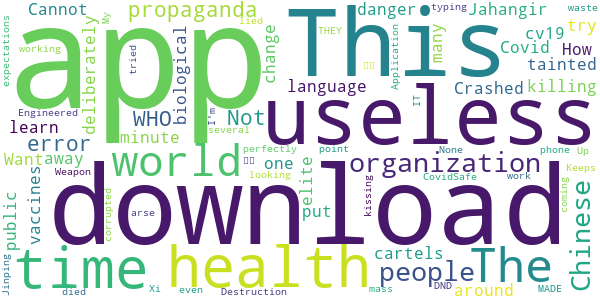 expectations
working
My
deliberately
propaganda
lied
tried
Cannot
app
WHO
biological
I'm
Engineered
learn
error
minute
several
change
This
danger
typing
THEY
many
Application
Jahangir
Covid
language
Crashed
try
waste
How
cv19
tainted
killing
Not
useless
IT
Want
away
world
perfectly
one
looking
pelite
put
organization
point
None
phone
Up
CovidSafe
work
Keeps
public
vaccines
Weapon
arse
corrupted
download
kissing
coming
Chinese
Jinping
time
died
Xi
even
health
Destruction
cartels
people
mass
The
DND
around
MADE